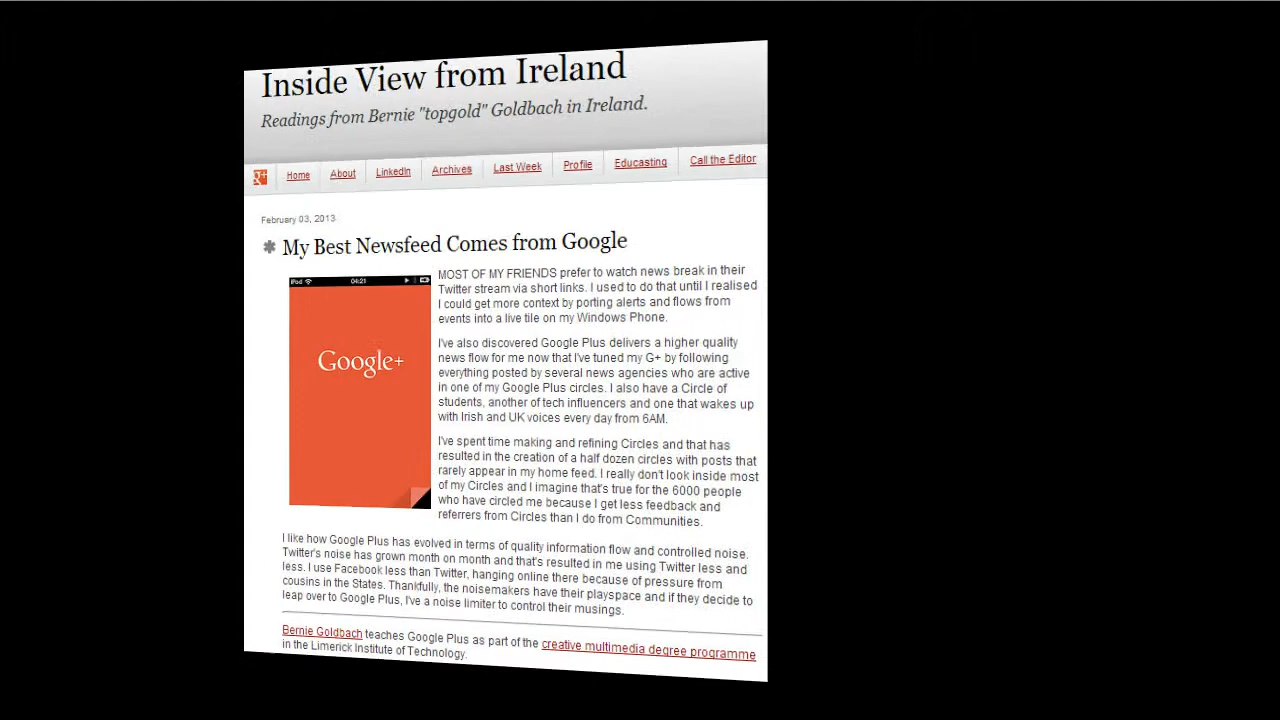 Inside View from Ireland
Readings from Bernie "topgold" Goldbach in Ireland.
g+ Home About LinkedIn Archives Last Week Profile Educasting Call the Editor
February 03, 2013
My Best Newsfeed Comes from Google
iPod 04:21
Google+
MOST OF MY FRIENDS prefer to watch news break in their
Twitter stream via short links. I used to do that until I realised
I could get more context by porting alerts and flows from
events into a live tile on my Windows Phone.
I've also discovered Google Plus delivers a higher quality
news flow for me now that I've tuned my G+ by following
everything posted by several news agencies who are active
in one of my Google Plus circles. I also have a Circle of
students, another of tech influencers and one that wakes up
with Irish and UK voices every day from 6AM.
I've spent time making and refining Circles and that has
resulted in the creation of a half dozen circles with posts that
rarely appear in my home feed. I really don't look inside most
of my Circles and I imagine that's true for the 6000 people
who have circled me because I get less feedback and
referrers from Circles than I do from Communities.
I like how Google Plus has evolved in terms of quality information flow and controlled noise.
Twitter's noise has grown month on month and that's resulted in me using Twitter less and
less. I use Facebook less than Twitter, hanging online there because of pressure from
cousins in the States. Thankfully, the noisemakers have their playspace and if they decide to
leap over to Google Plus, I've a noise limiter to control their musings.
Bernie Goldbach teaches Google Plus as part of the creative multimedia degree programme
in the Limerick Institute of Technology.